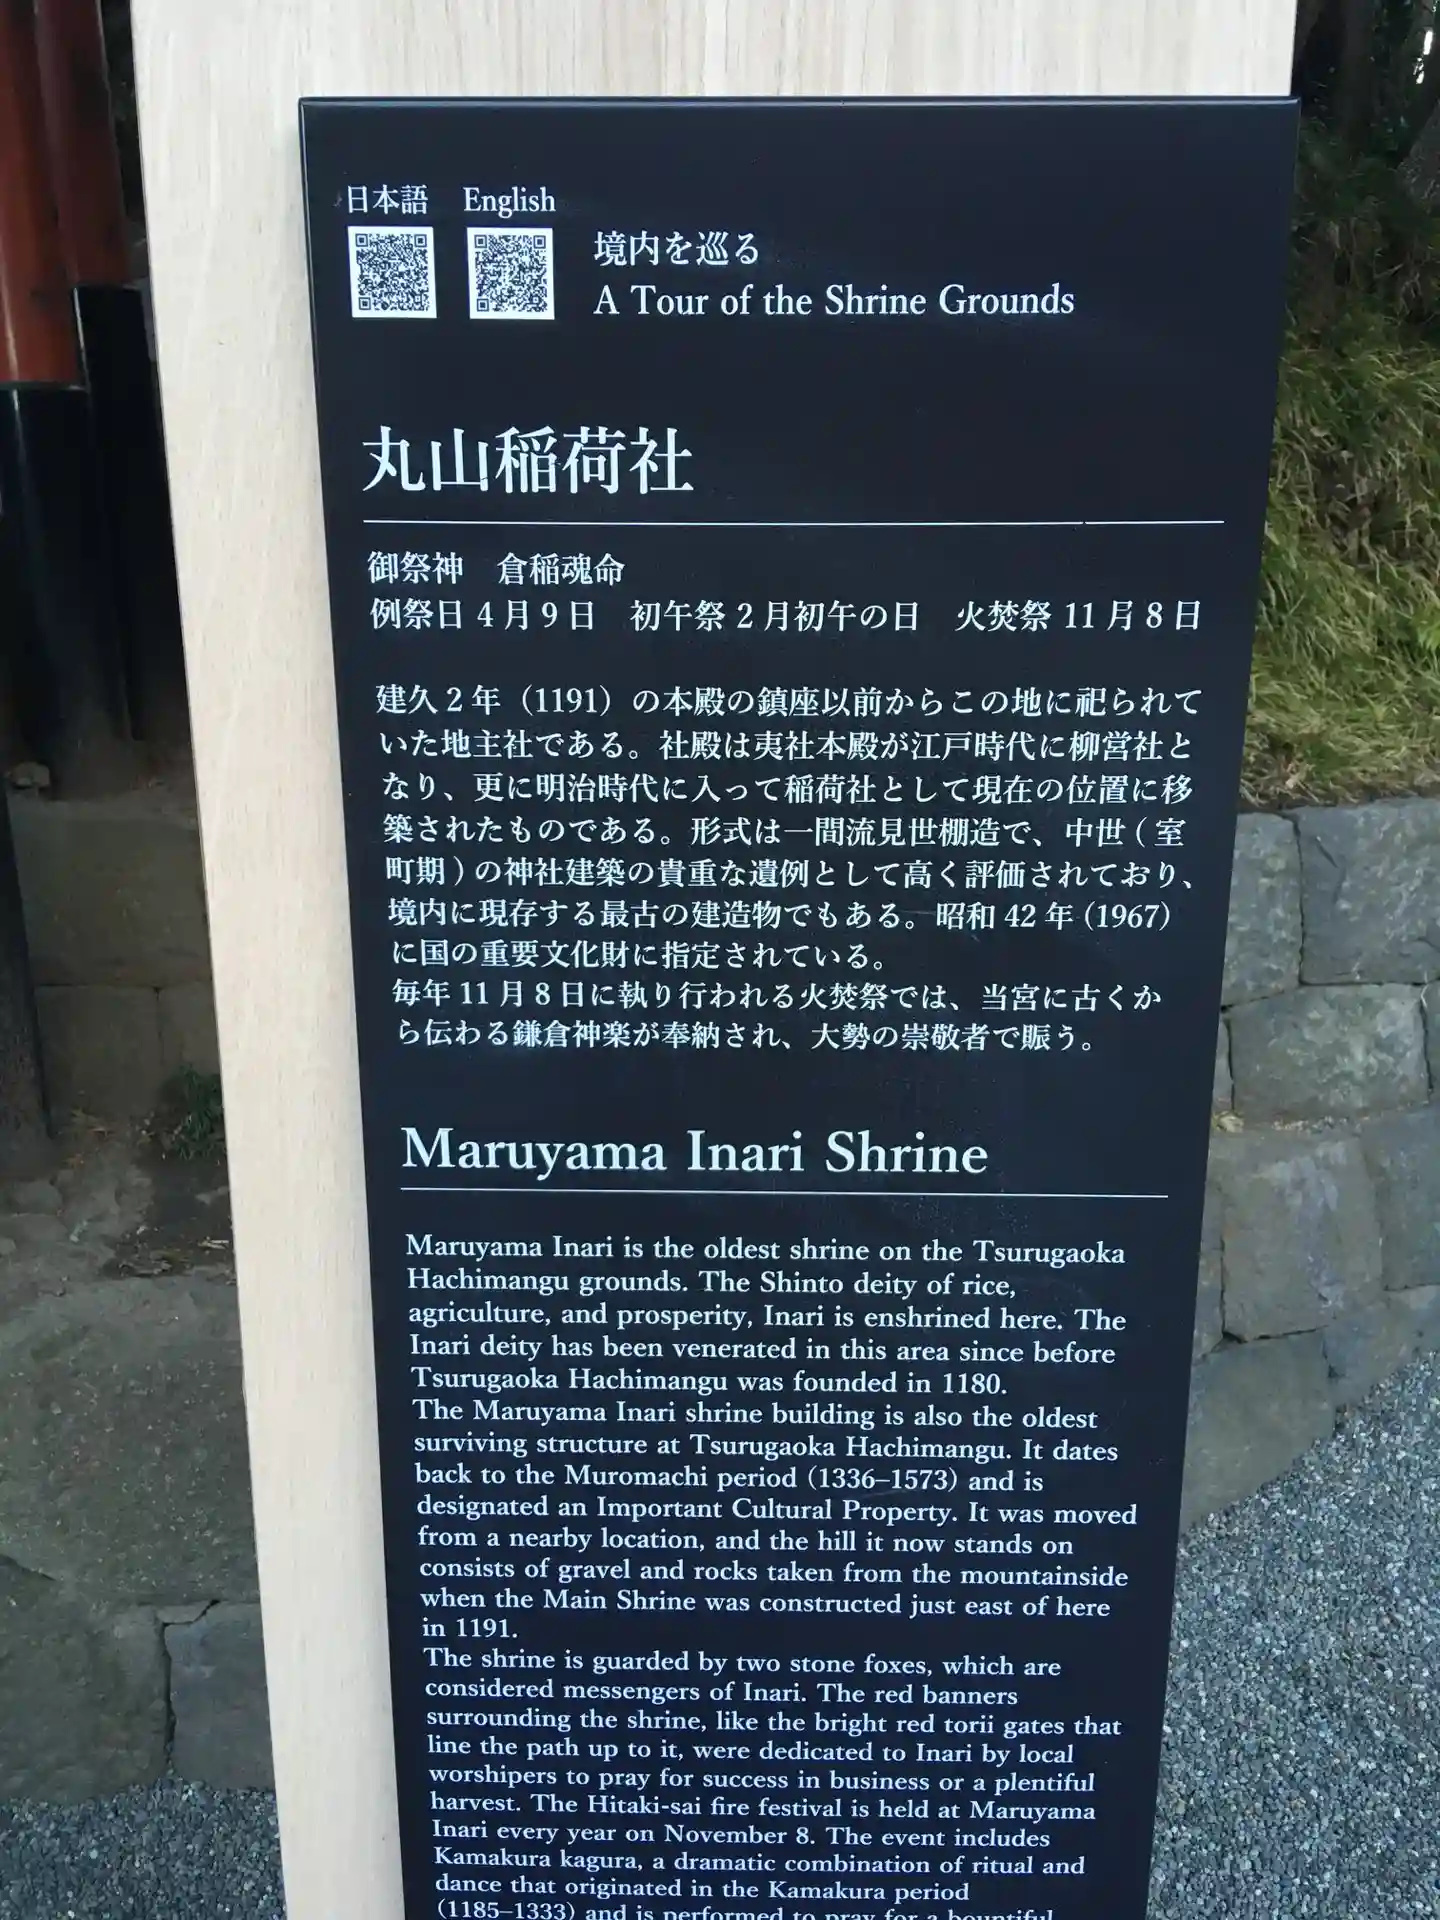 日本語 English
境内を巡る
A Tour of the Shrine Grounds
丸山稲荷社
御祭神 倉稲魂命
例祭日 4 月 9 日 初午祭 2 月初午の日 火焚祭 11 月 8 日
建久 2 年（1191）の本殿の鎮座以前からこの地に祀られて
いた地主社である。社殿は夷社本殿が江戸時代に柳営社と
なり、更に明治時代に入って稲荷社として現在の位置に移
築されたものである。形式は一間流見世棚造で、中世 ( 室
町期 ) の神社建築の貴重な遺例として高く評価されており、
境内に現存する最古の建造物でもある。昭和 42 年 (1967)
に国の重要文化財に指定されている。
毎年 11 月 8 日に執り行われる火焚祭では、当宮に古くか
ら伝わる鎌倉神楽が奉納され、大勢の崇敬者で賑う。
Maruyama Inari Shrine
Maruyama Inari is the oldest shrine on the Tsurugaoka
Hachimangu grounds. The Shinto deity of rice,
agriculture, and prosperity, Inari is enshrined here. The
Inari deity has been venerated in this area since before
Tsurugaoka Hachimangu was founded in 1180.
The Maruyama Inari shrine building is also the oldest
surviving structure at Tsurugaoka Hachimangu. It dates
back to the Muromachi period (1336–1573) and is
designated an Important Cultural Property. It was moved
from a nearby location, and the hill it now stands on
consists of gravel and rocks taken from the mountainside
when the Main Shrine was constructed just east of here
in 1191.
The shrine is guarded by two stone foxes, which are
considered messengers of Inari. The red banners
surrounding the shrine, like the bright red torii gates that
line the path up to it, were dedicated to Inari by local
worshipers to pray for success in business or a plentiful
harvest. The Hitaki-sai fire festival is held at Maruyama
Inari every year on November 8. The event includes
Kamakura kagura, a dramatic combination of ritual and
dance that originated in the Kamakura period
(1185–1333) and is performed to pray for a bountiful